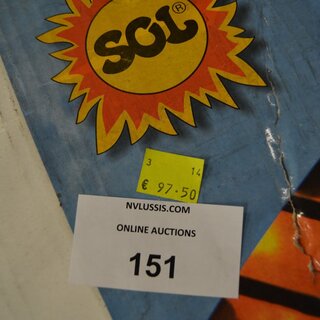 SOL®
3 14
€ 97.50
NVLUSSIS.COM
ONLINE AUCTIONS
151